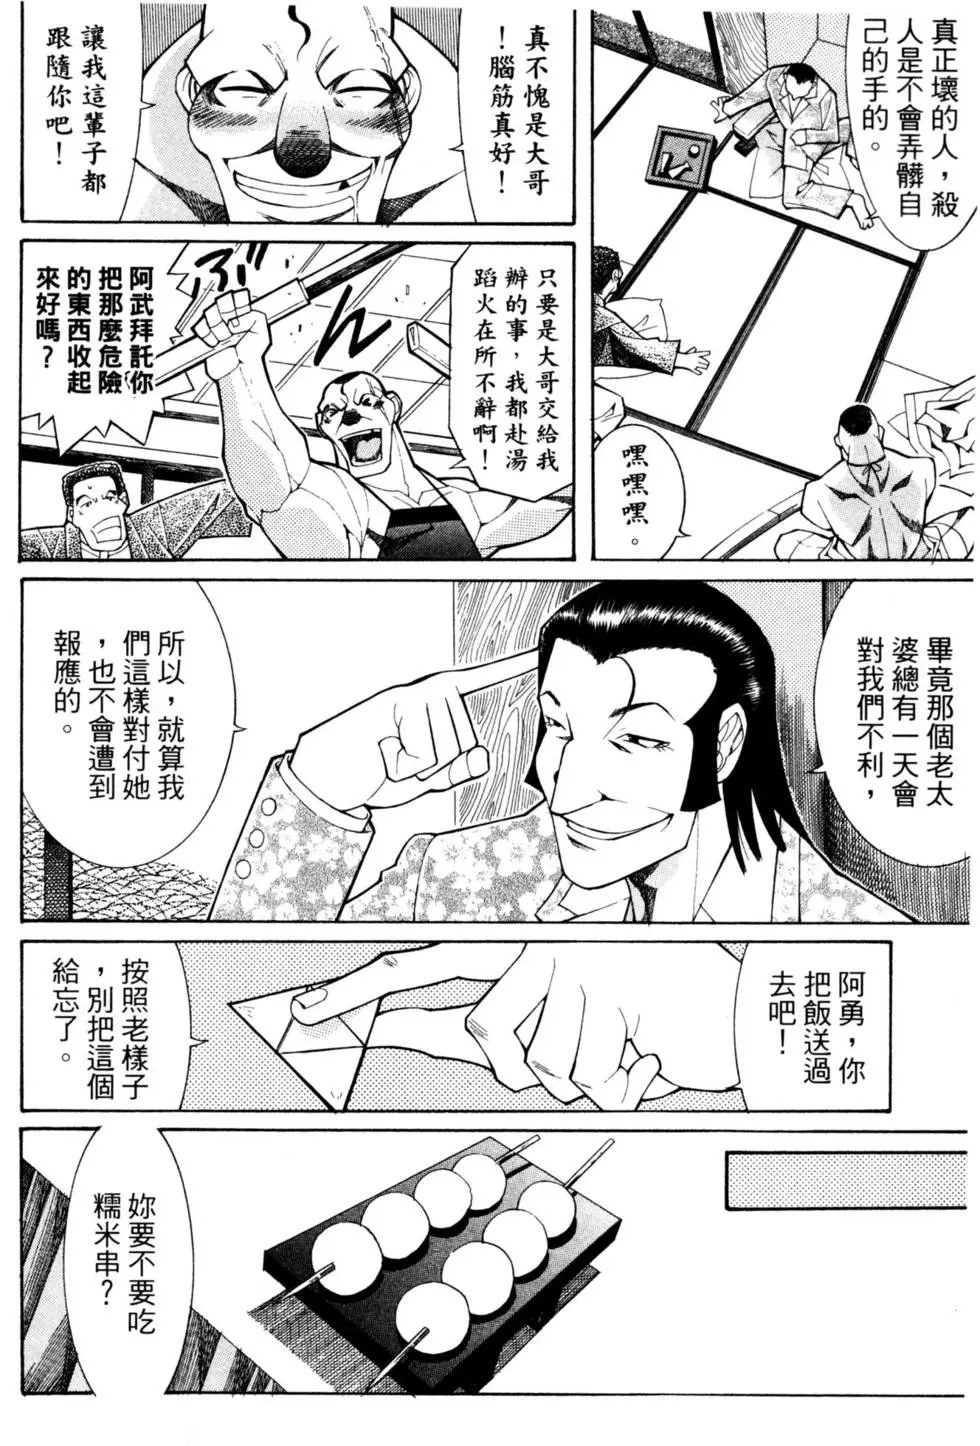 真正壞的人，殺
人是不會弄髒自
己的手的。
嘿嘿嘿。
真不愧是大哥
！腦筋真好！
讓我這輩子都
跟隨你吧！
只要是大哥交給我
辦的事，我都赴湯
蹈火在所不辭啊！
ぶん
阿武拜託你
把那麼危險
的東西收起
來好嗎？
畢竟那個老太
婆總有一天會
對我們不利，
所以，就算我
們這樣對付她
，也不會遭到
報應的。
阿勇，你
把飯送過
去吧！
按照老樣子
，別把這個
給忘了。
妳要不要吃
糯米串？